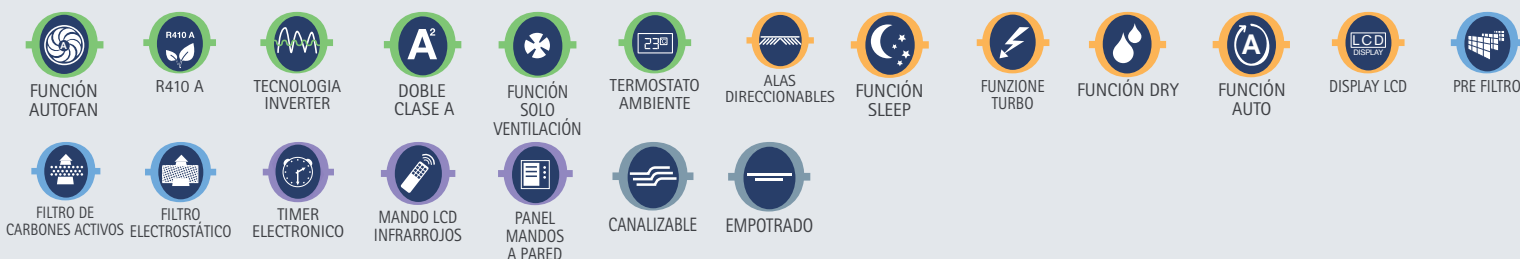 A
FUNCIÓN
AUTOFAN
R410 A
R410 A
TECNOLOGIA
INVERTER
A²
DOBLE
CLASE A
FUNCIÓN
SOLO
VENTILACIÓN
23⁰
TERMOSTATO
AMBIENTE
ALAS
DIRECCIONABLES
FUNCIÓN
SLEEP
FUNZIONE
TURBO
FUNCIÓN DRY
A
FUNCIÓN
AUTO
LCD
DISPLAY
DISPLAY LCD
PRE FILTRO
FILTRO DE
CARBONES ACTIVOS
FILTRO
ELECTROSTÁTICO
TIMER
ELECTRONICO
MANDO LCD
INFRARROJOS
PANEL
MANDOS
A PARED
CANALIZABLE
EMPOTRADO